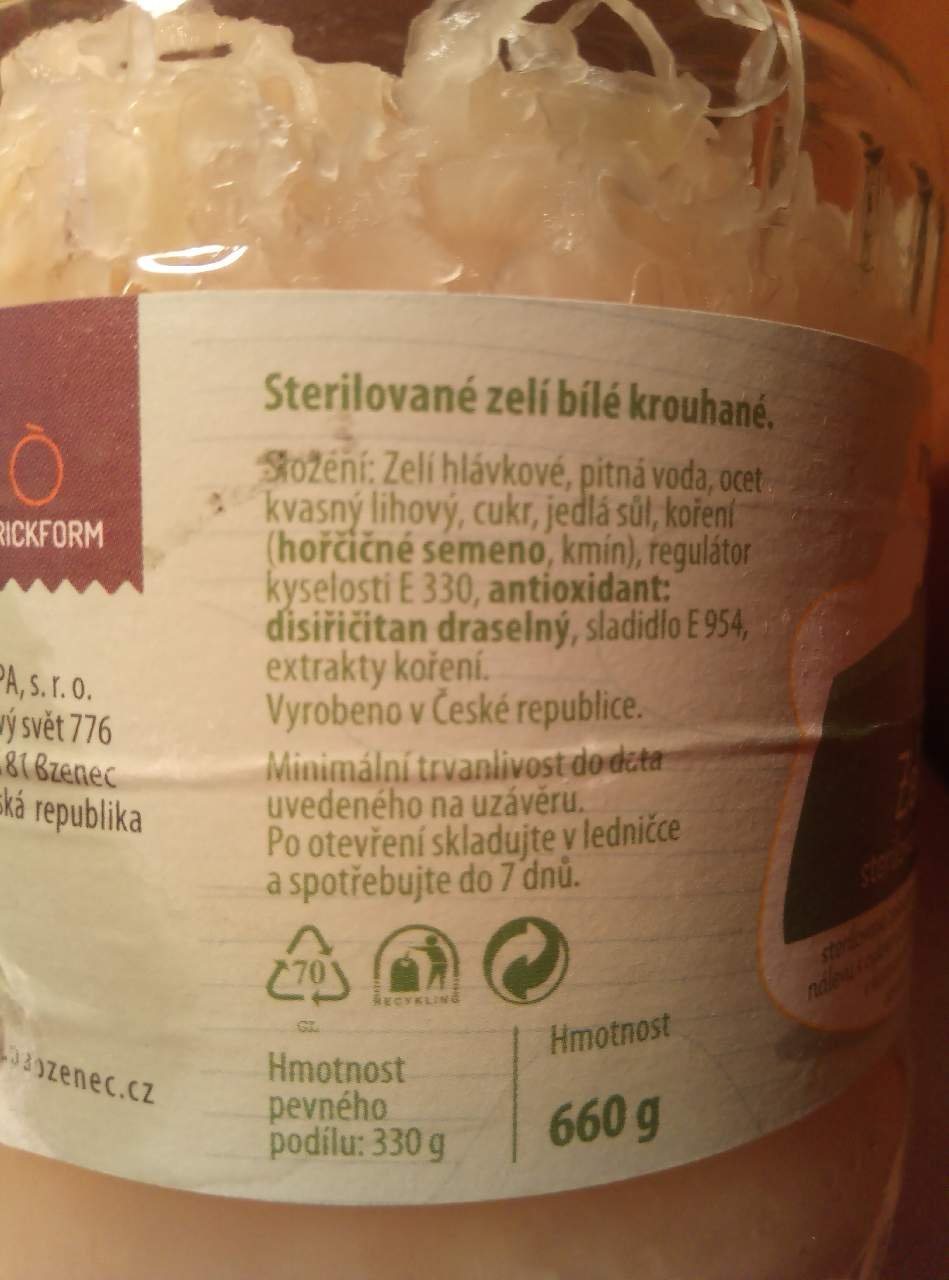 Sterilované zelí bílé krouhané.
Složení: Zelí hlávkové, pitná voda, ocet
kvasný lihový, cukr, jedlá sůl, koření
(hořčičné semeno, kmín), regulátor
kyselosti E 330, antioxidant:
disiřičitan draselný, sladidlo E 954,
extrakty koření.
Vyrobeno v České republice.
Minimální trvanlivost do data
uvedeného na uzávěru.
Po otevření skladujte v ledničce
a spotřebujte do 7 dnů.
70
RECYKLING
GL
Hmotnost
pevného
podílu: 330 g
Hmotnost
660 g
RICKFORM
PA, s. r. o.
vý svět 776
81 Bzenec
ská republika
bzenec.cz